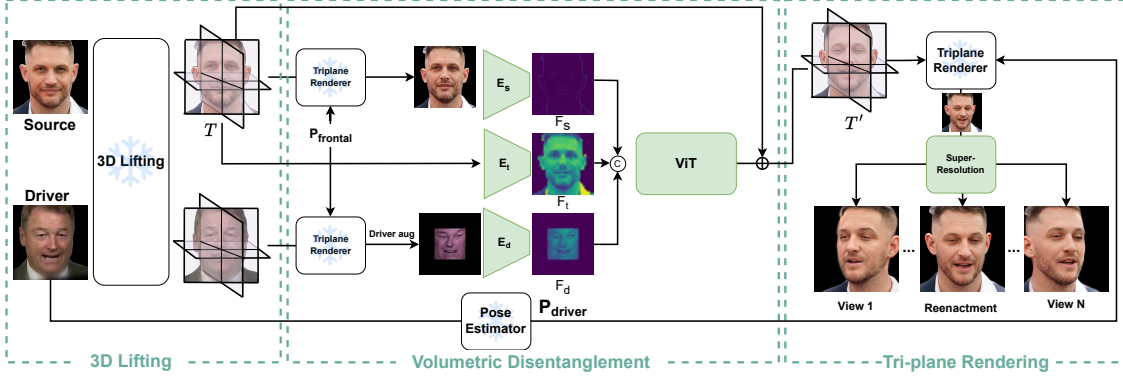 Source
Driver
3D Lifting
T
Triplane
Renderer
P_frontal
Triplane
Renderer
Driver aug
E_s
F_S
E_t
F_t
E_d
F_d
C
ViT
Pose
Estimator
P_driver
T'
Triplane
Renderer
Super-
Resolution
...
...
View 1
Reenactment
View N
3D Lifting
Volumetric Disentanglement
Tri-plane Rendering